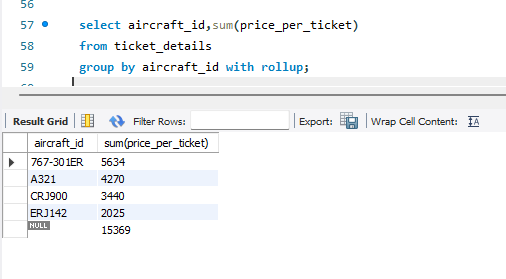 56
57 select aircraft_id,sum(price_per_ticket)
58 from ticket_details
59 group by aircraft_id with rollup;
Result Grid Filter Rows: Export: Wrap Cell Content:
aircraft_id sum(price_per_ticket)
767-301ER 5634
A321 4270
CRJ900 3440
ERJ142 2025
NULL 15369